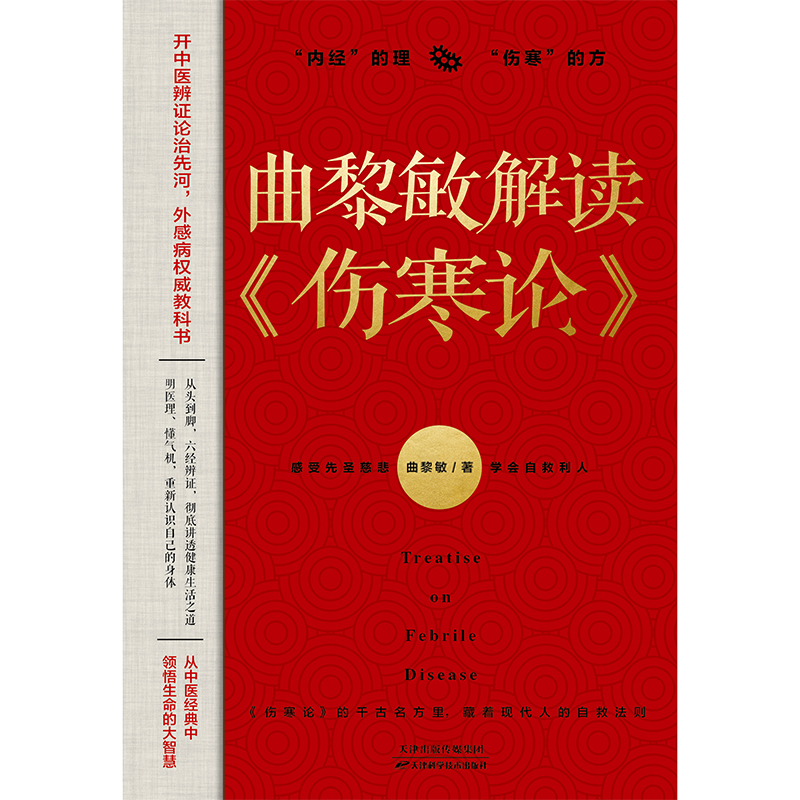 “内经”的理 “伤寒”的方
曲黎敏解读
《伤寒论》
感受先圣慈悲 曲黎敏/著 学会自救利人
Treatise
on
Febrile
Disease
《伤寒论》的千古名方里,藏着现代人的自救法则
天津出版传媒集团
天津科学技术出版社
开中医辨证论治先河,外感病权威教科书
从头到脚,六经辨证,彻底讲透健康生活之道
明医理、懂气机,重新认识自己的身体
从中医经典中
领悟生命的大智慧